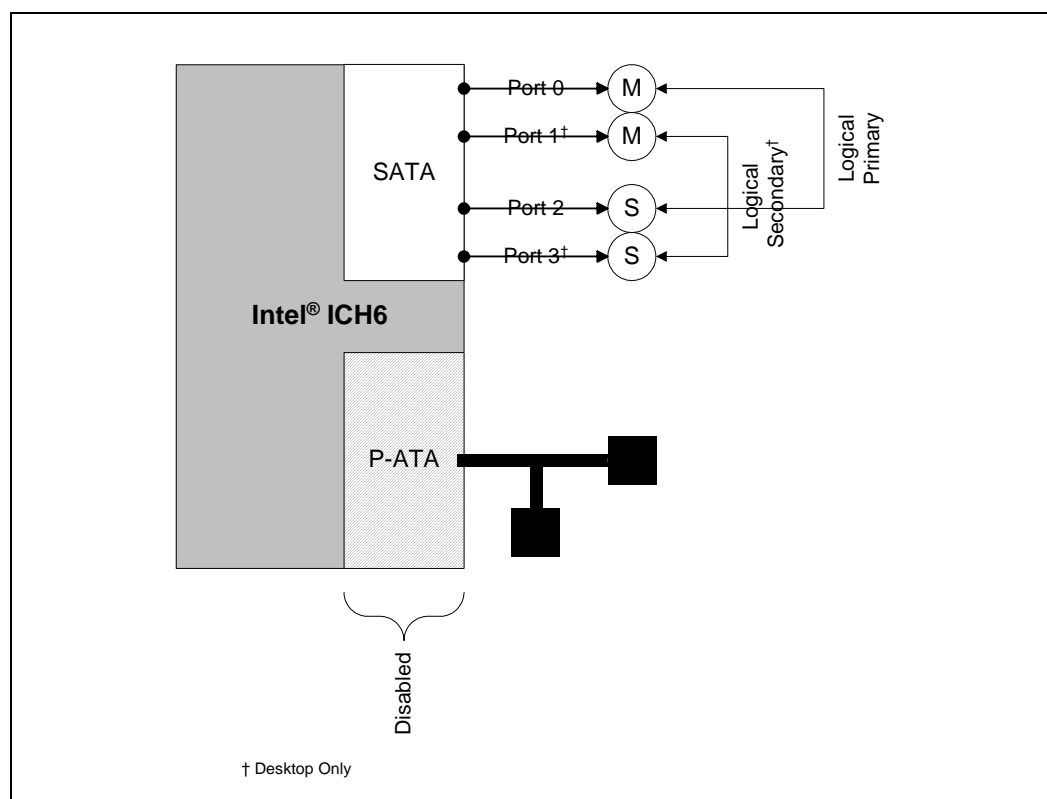 Port 0
M
Port 1†
M
SATA
Port 2
S
Port 3†
S
Logical
Secondary†
Logical
Primary
Intel® ICH6
P-ATA
Disabled
† Desktop Only